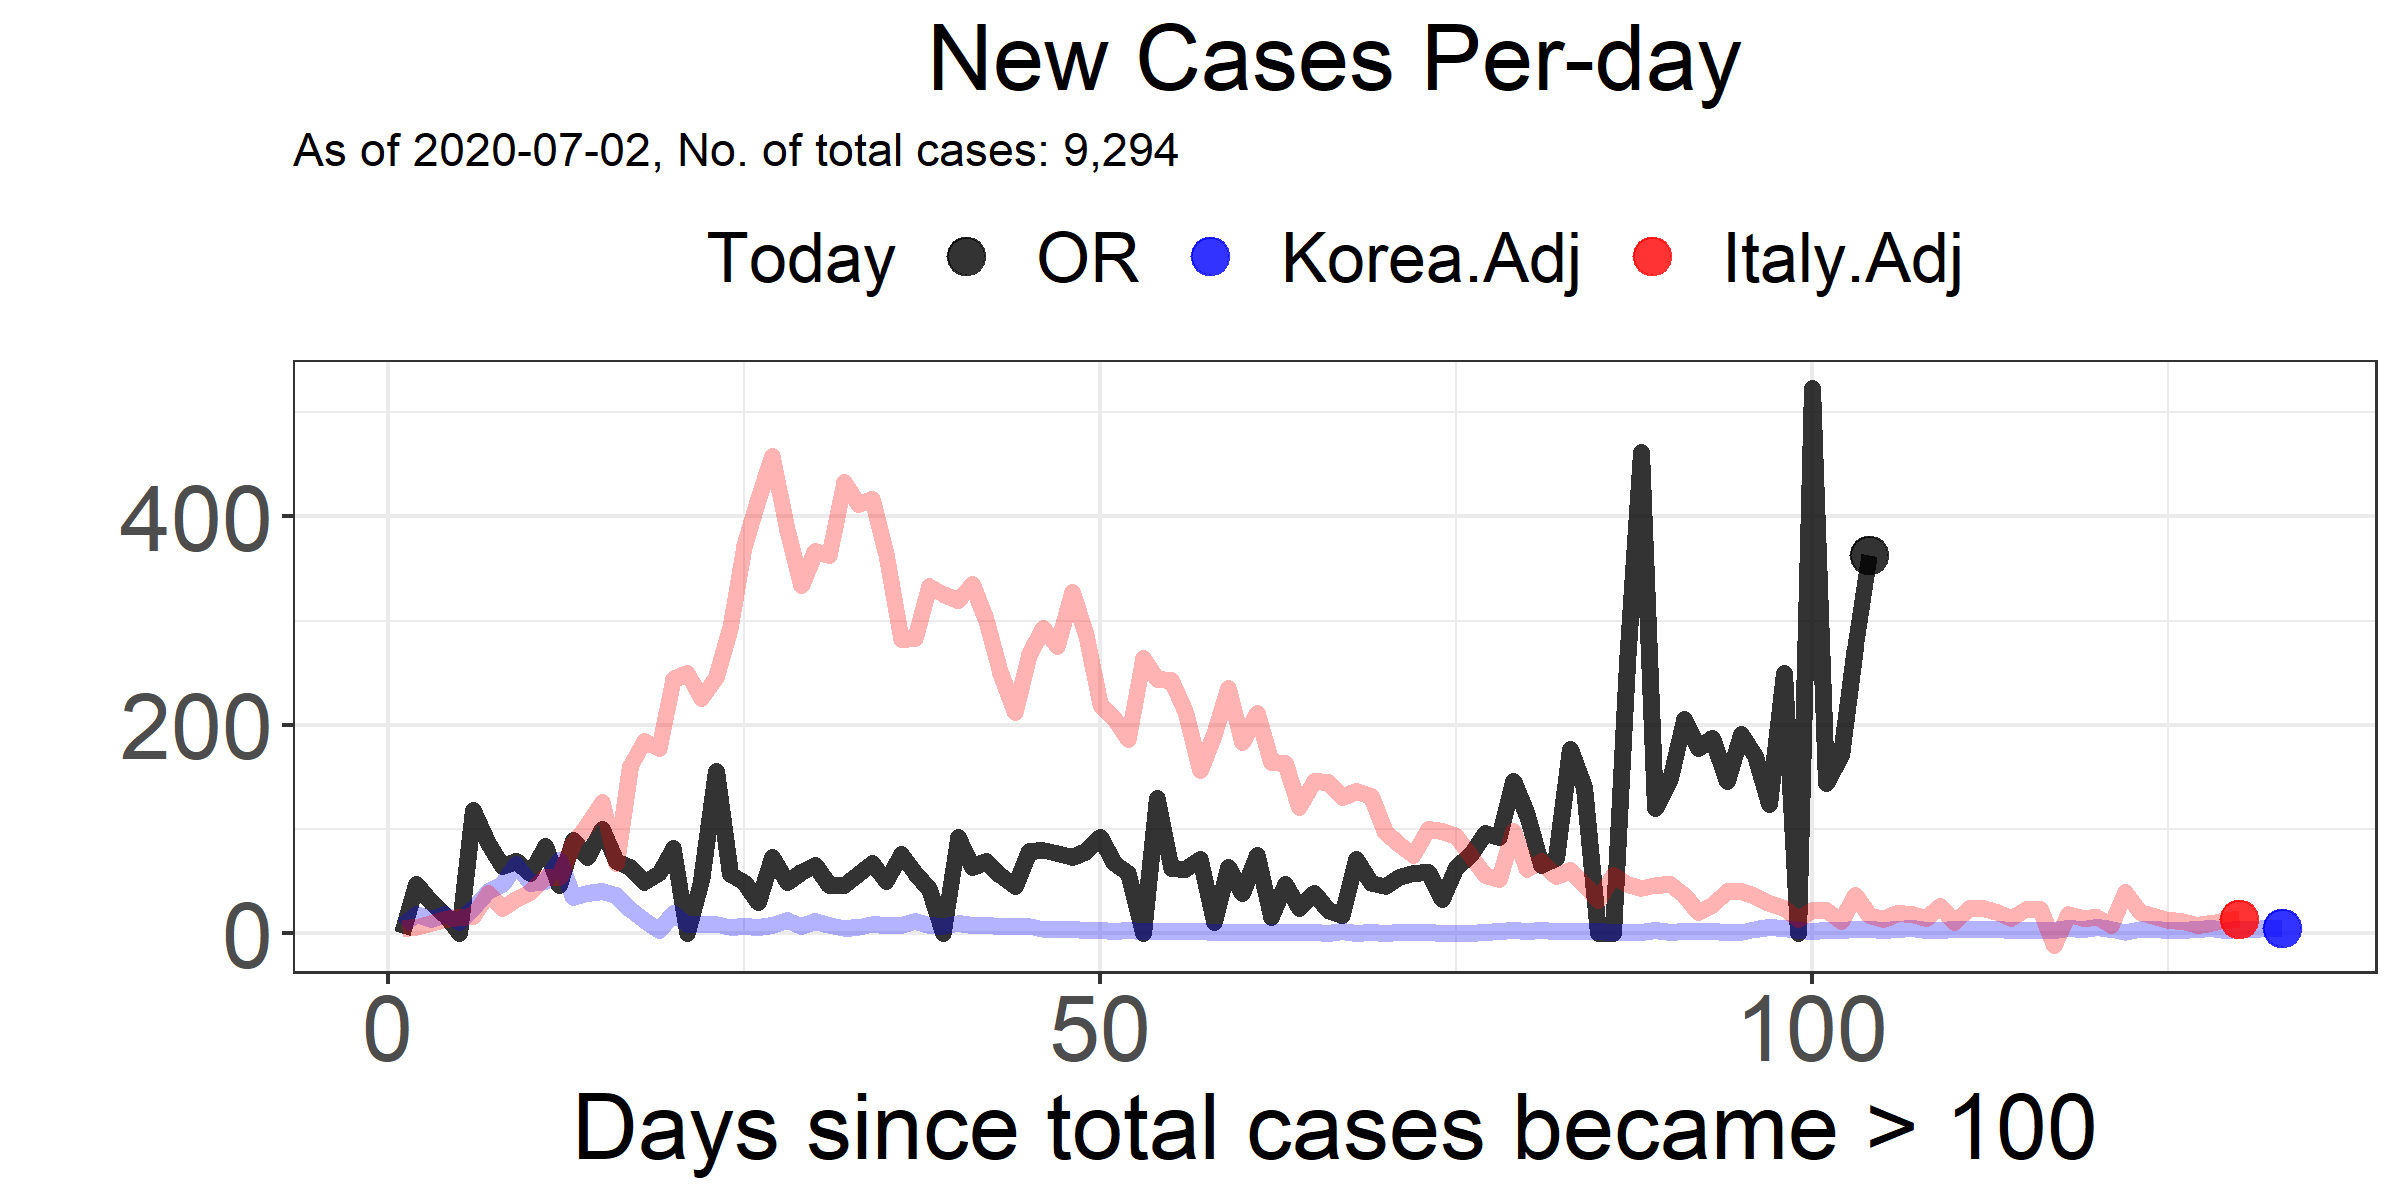 New Cases Per-day
As of 2020-07-02, No. of total cases: 9,294
Today OR Korea.Adj Italy.Adj
400
200
0
0 50 100
Days since total cases became > 100